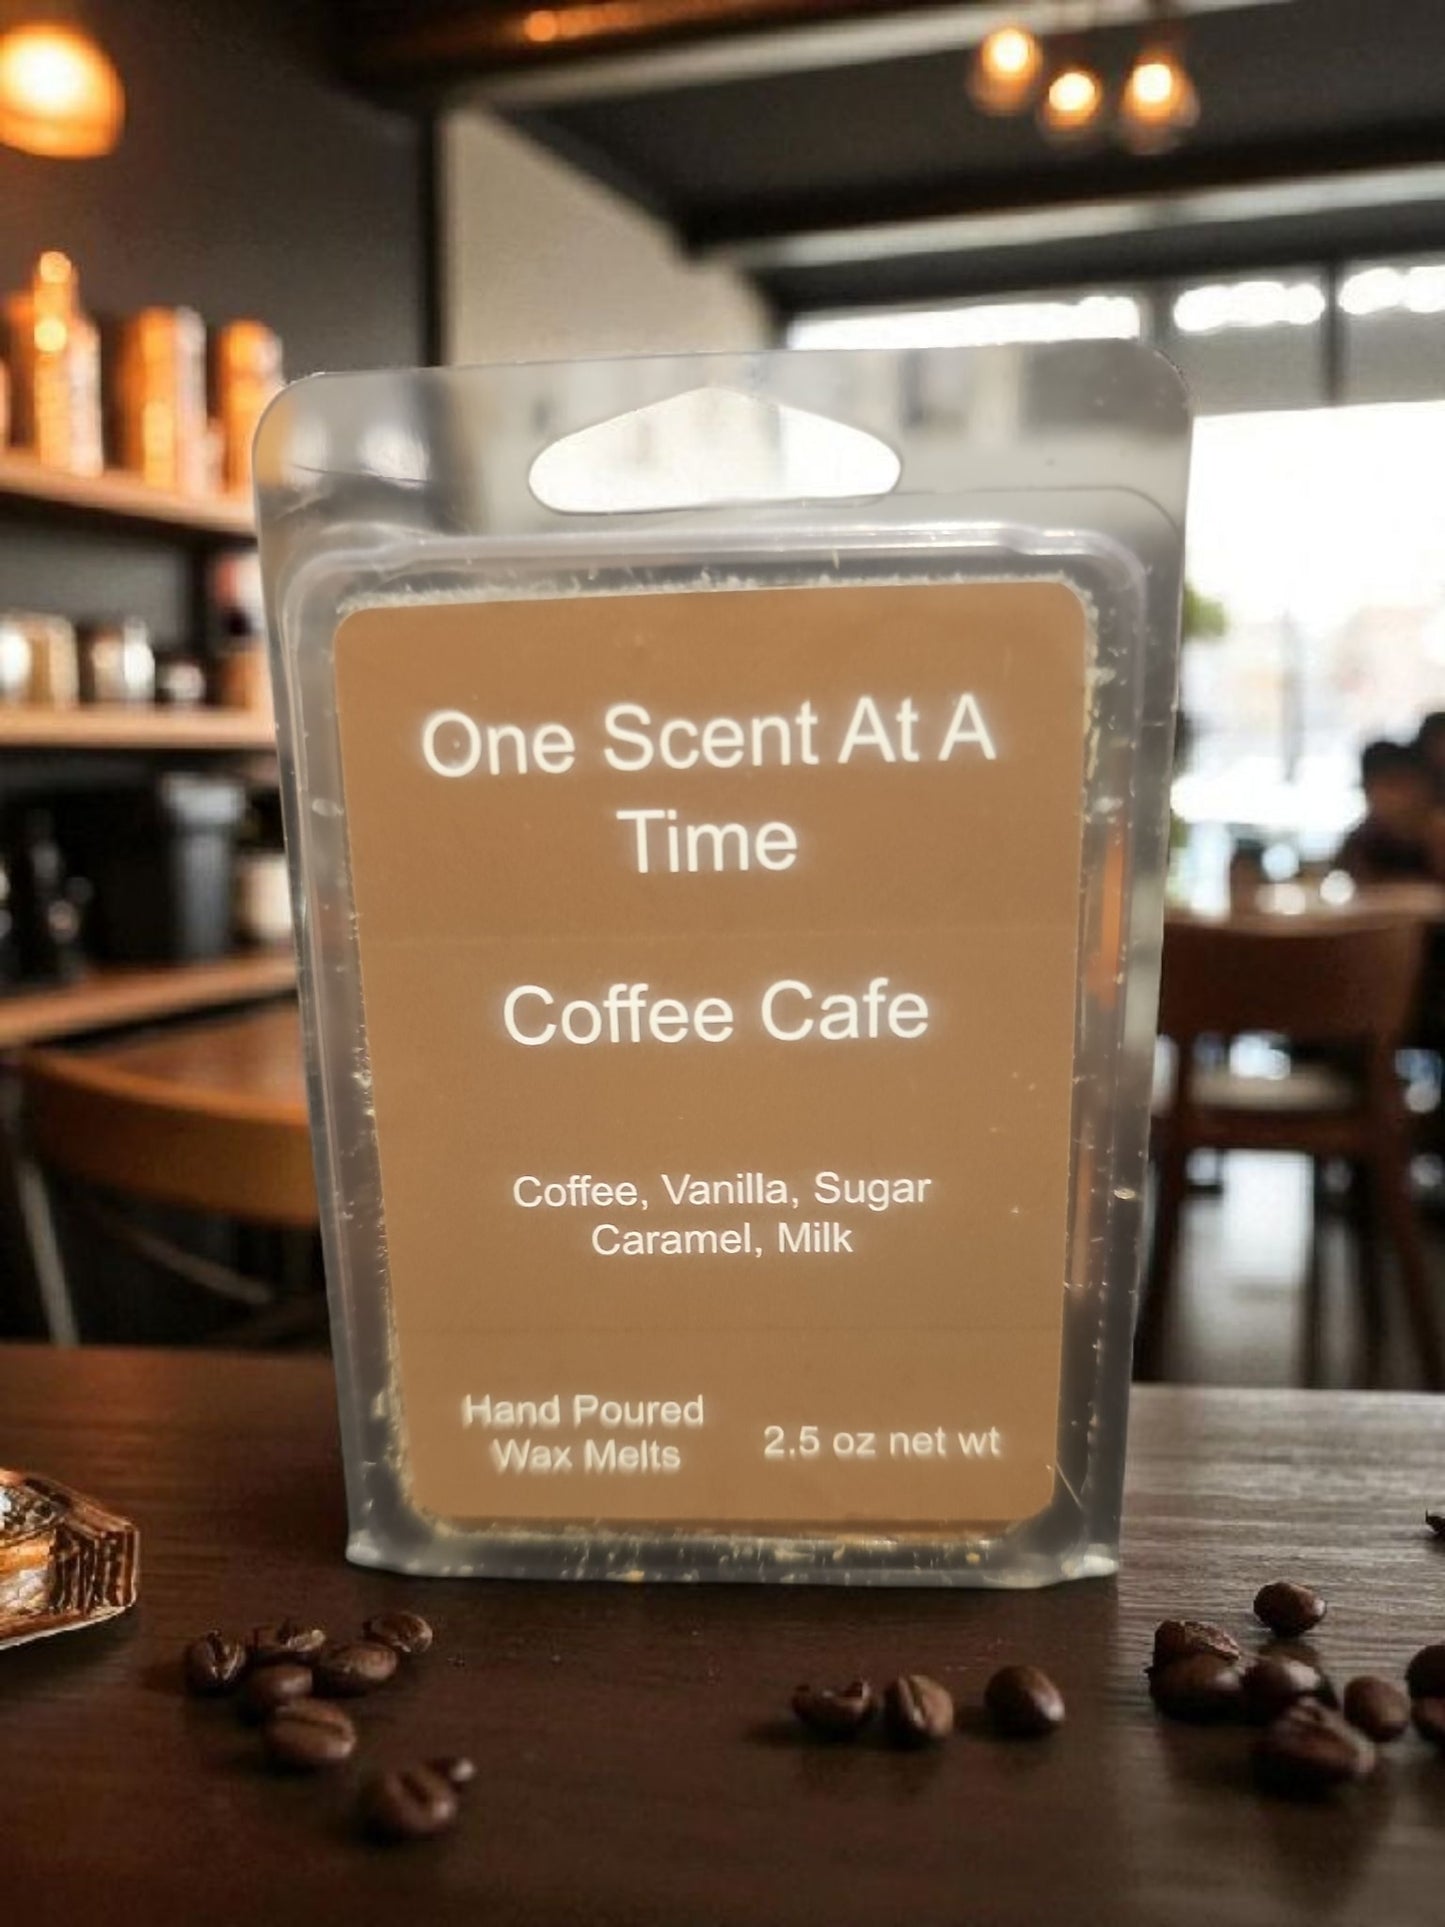 One Scent At A
Time
Coffee Cafe
Coffee, Vanilla, Sugar
Caramel, Milk
Hand Poured
Wax Melts
2.5 oz net wt